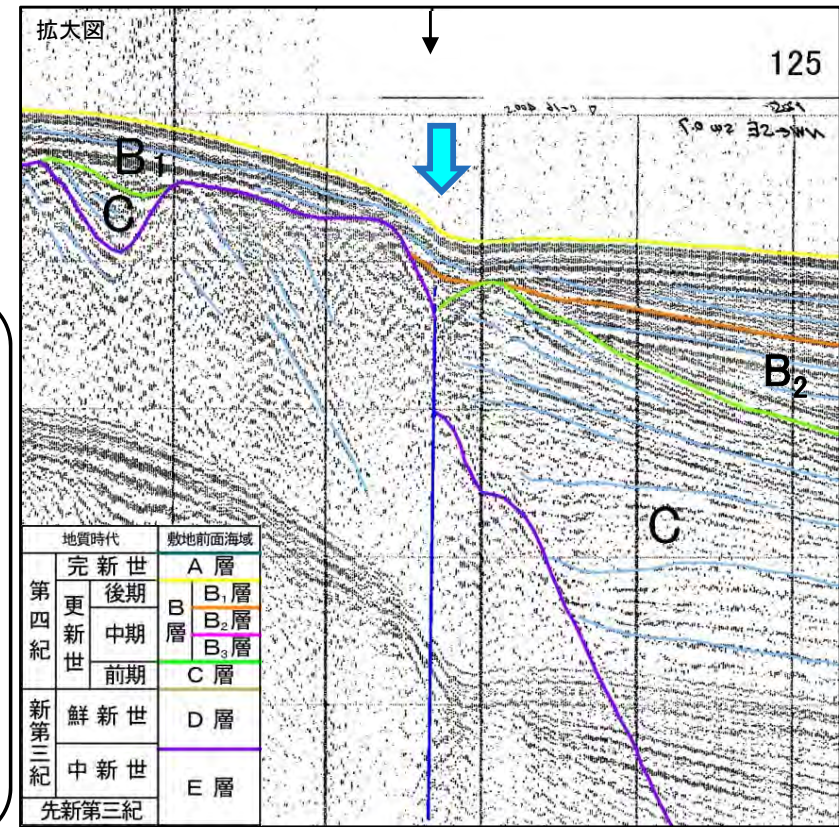 拡大図
125
B1
C
B2
C
地質時代 敷地前面海域
第四紀 完新世 A層
更新世 後期 B層 B1層
中期 B2層
B3層
前期 C層
新第三紀 鮮新世 D層
中新世 E層
先新第三紀